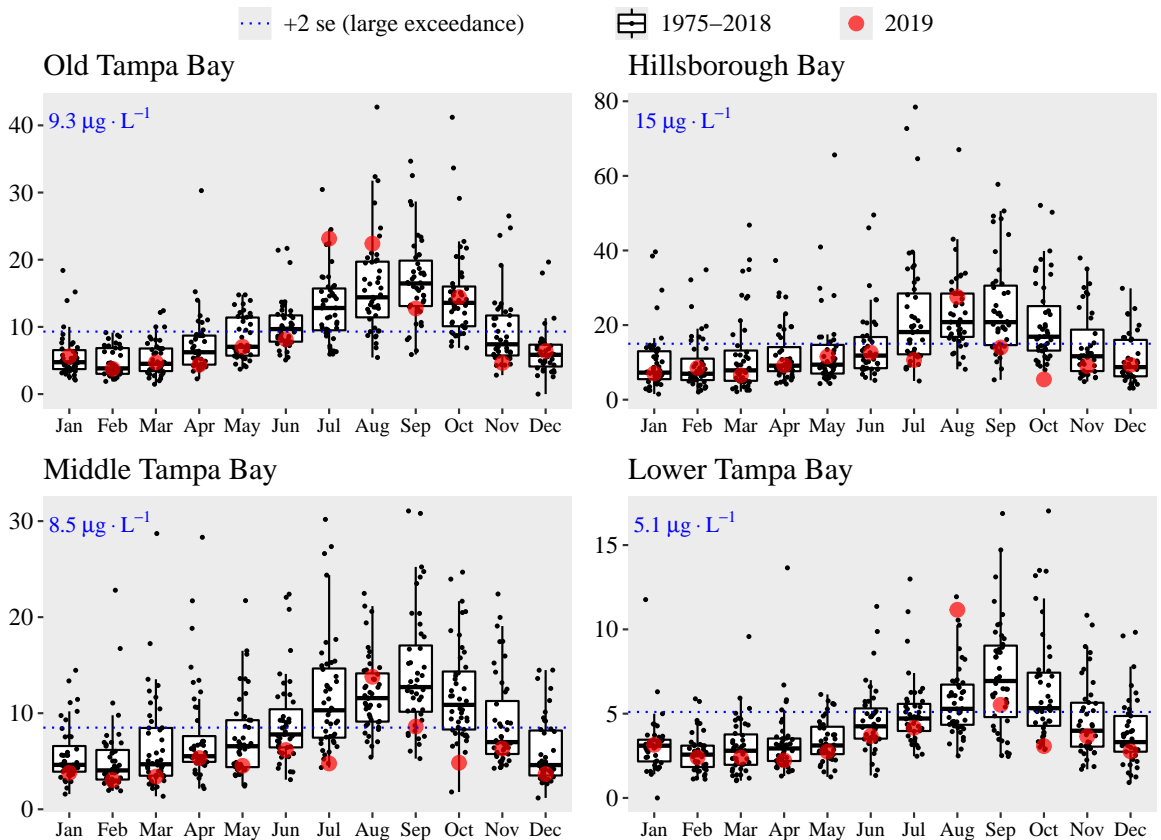 +2 se (large exceedance) 1975–2018 2019
Old Tampa Bay
9.3 μg · L⁻¹
40
30
20
10
0
Jan Feb Mar Apr May Jun Jul Aug Sep Oct Nov Dec
Hillsborough Bay
15 μg · L⁻¹
80
60
40
20
0
Jan Feb Mar Apr May Jun Jul Aug Sep Oct Nov Dec
Middle Tampa Bay
8.5 μg · L⁻¹
30
20
10
0
Jan Feb Mar Apr May Jun Jul Aug Sep Oct Nov Dec
Lower Tampa Bay
5.1 μg · L⁻¹
15
10
5
0
Jan Feb Mar Apr May Jun Jul Aug Sep Oct Nov Dec